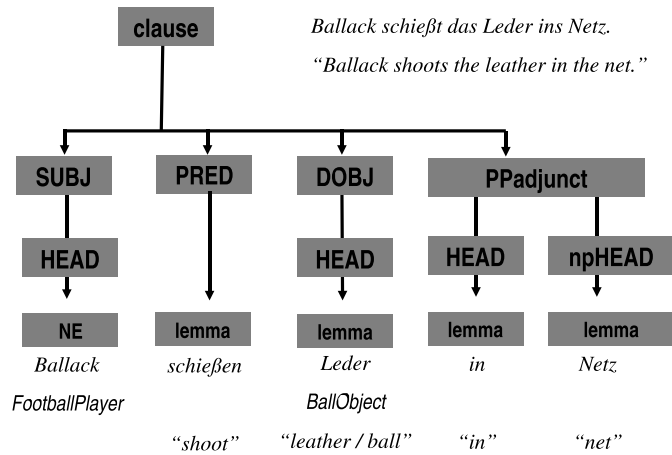 clause
Ballack schießt das Leder ins Netz.
“Ballack shoots the leather in the net.”
SUBJ PRED DOBJ PPadjunct
HEAD HEAD HEAD npHEAD
NE lemma lemma lemma lemma
Ballack schießen Leder in Netz
FootballPlayer BallObject
“shoot” “leather / ball” “in” “net”